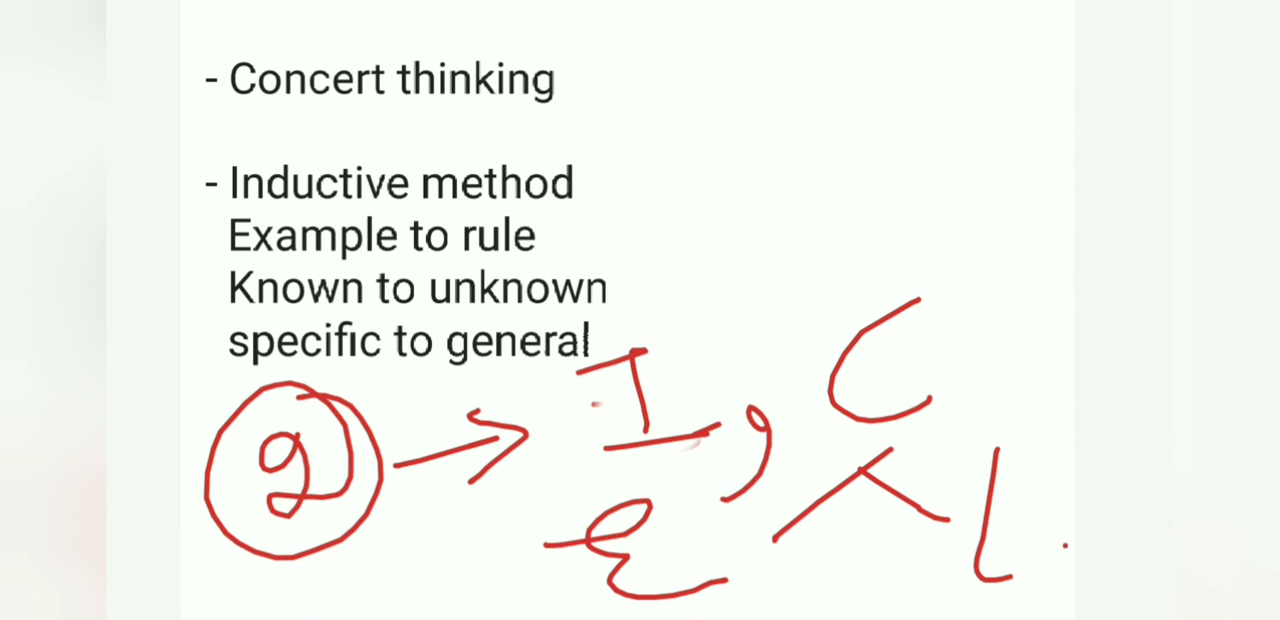 - Concert thinking
- Inductive method
Example to rule
Known to unknown
specific to general